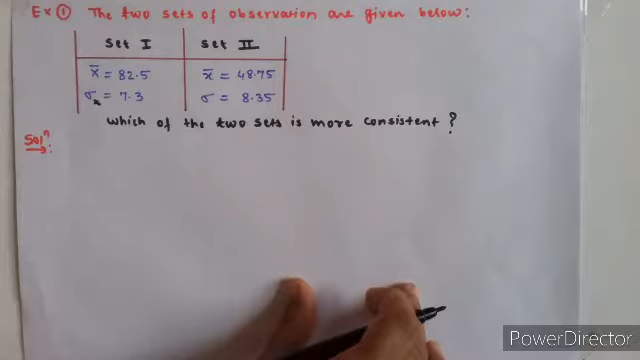 Ex ① The two sets of observation are given below:
Set I Set II
x̄ = 82.5 x̄ = 48.75
σₓ = 7.3 σ = 8.35
which of the two sets is more consistent ?
Solⁿ:
PowerDirector